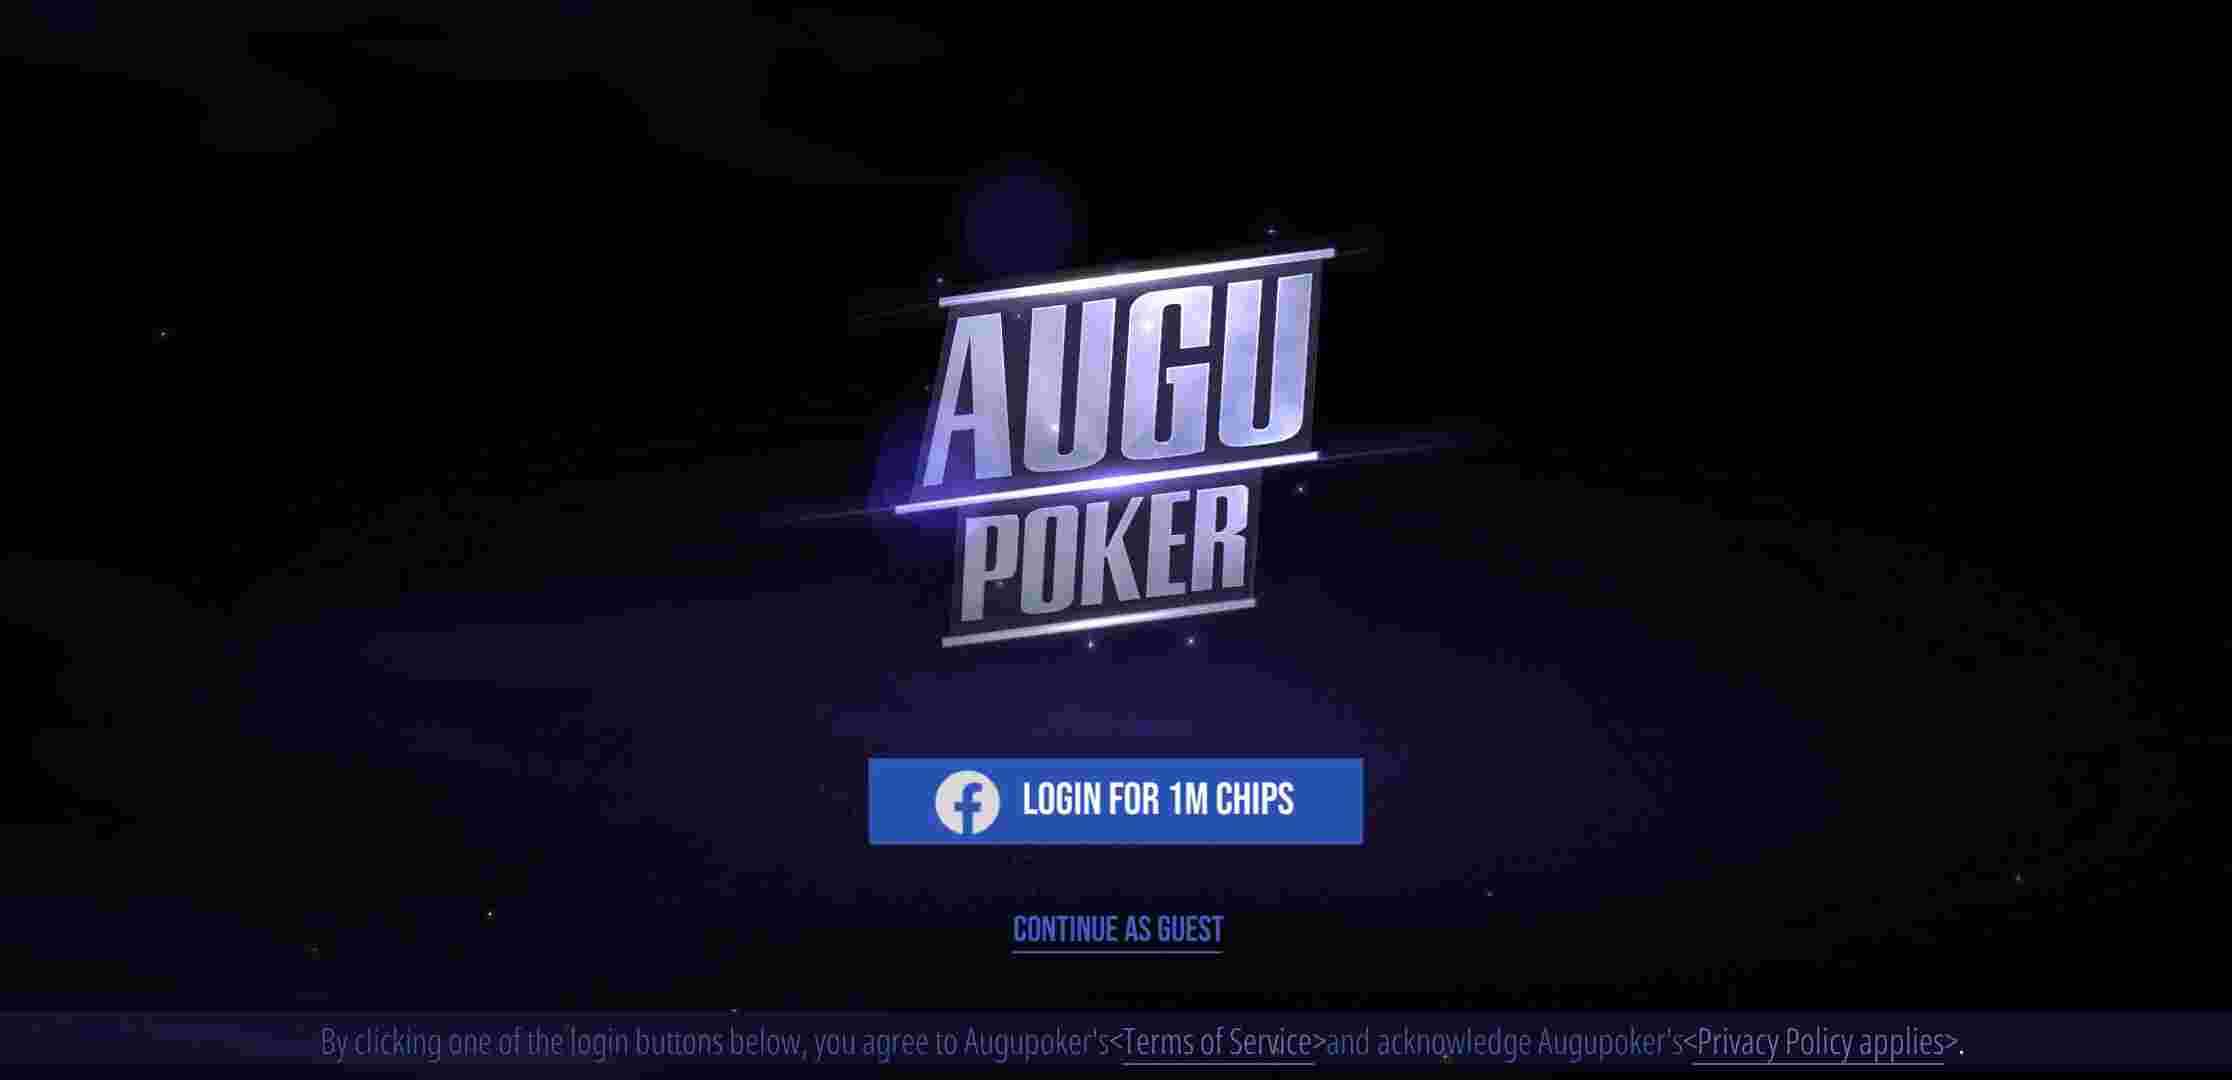 AUGU
POKER
LOGIN FOR 1M CHIPS
CONTINUE AS GUEST
By clicking one of the login buttons below, you agree to Augupoker's<Terms of Service>and acknowledge Augupoker's<Privacy Policy applies>.